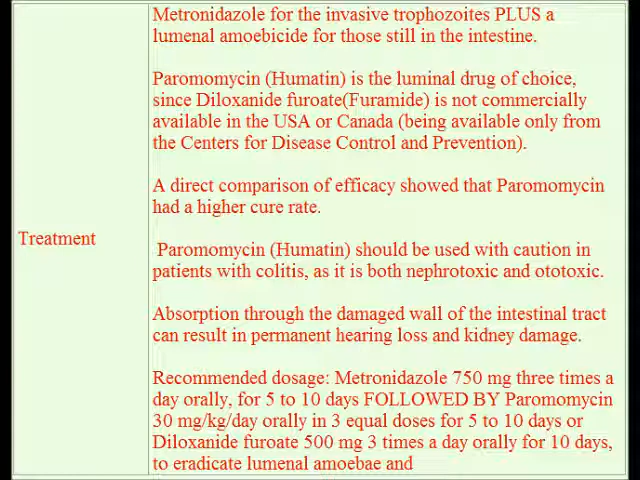 Metronidazole for the invasive trophozoites PLUS a
lumenal amoebicide for those still in the intestine.
Paromomycin (Humatin) is the luminal drug of choice,
since Diloxanide furoate(Furamide) is not commercially
available in the USA or Canada (being available only from
the Centers for Disease Control and Prevention).
A direct comparison of efficacy showed that Paromomycin
had a higher cure rate.
Treatment
Paromomycin (Humatin) should be used with caution in
patients with colitis, as it is both nephrotoxic and ototoxic.
Absorption through the damaged wall of the intestinal tract
can result in permanent hearing loss and kidney damage.
Recommended dosage: Metronidazole 750 mg three times a
day orally, for 5 to 10 days FOLLOWED BY Paromomycin
30 mg/kg/day orally in 3 equal doses for 5 to 10 days or
Diloxanide furoate 500 mg 3 times a day orally for 10 days,
to eradicate lumenal amoebae and